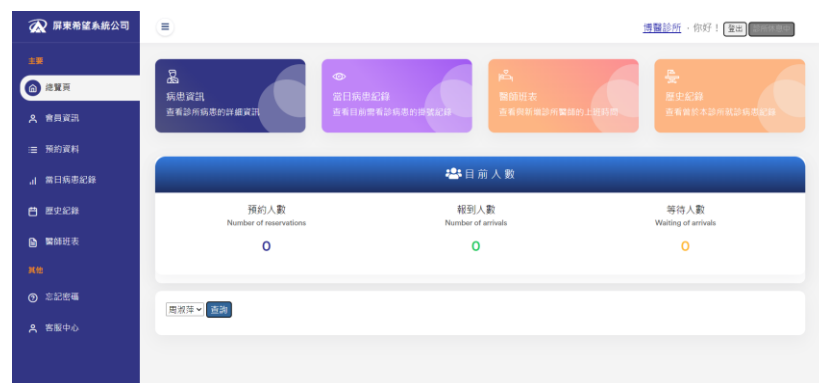 屏東希望系統公司
博醫診所，你好！ 登出
主要
總覽頁
會員資訊
預約資料
當日病患紀錄
歷史紀錄
醫師班表
其他
忘記密碼
客服中心
病患資訊
查看診所病患的詳細資訊
當日病患紀錄
查看目前需看診病患的掛號紀錄
醫師班表
查看與新增診所醫師的上班時間
歷史紀錄
查看曾於本診所就診病患紀錄
目前人數
預約人數
Number of reservations
0
報到人數
Number of arrivals
0
等待人數
Waiting of arrivals
0
周淑萍 查詢